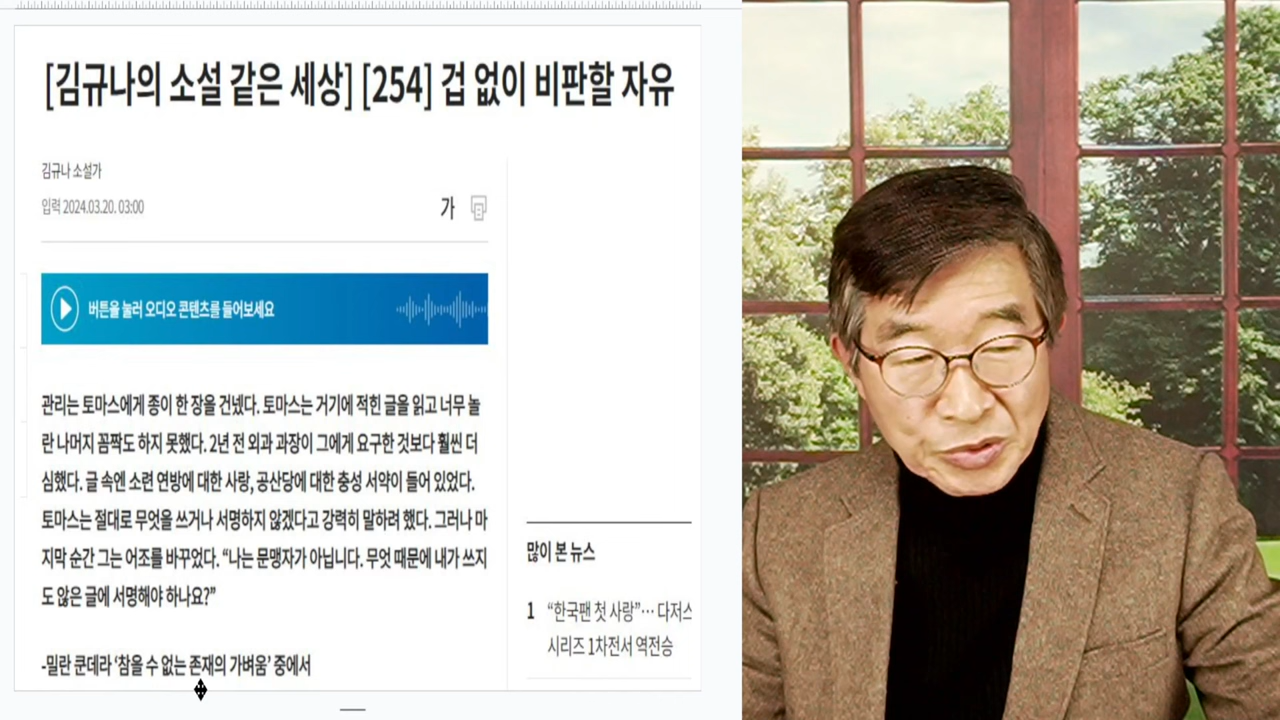 [김규나의 소설 같은 세상] [254] 겁 없이 비판할 자유
김규나 소설가
입력 2024.03.20. 03:00
가
버튼을 눌러 오디오 콘텐츠를 들어보세요
관리는 토마스에게 종이 한 장을 건넸다. 토마스는 거기에 적힌 글을 읽고 너무 놀
란 나머지 꼼짝도 하지 못했다. 2년 전 외과 과장이 그에게 요구한 것보다 훨씬 더
심했다. 글 속엔 소련 연방에 대한 사랑, 공산당에 대한 충성 서약이 들어 있었다.
토마스는 절대로 무엇을 쓰거나 서명하지 않겠다고 강력히 말하려 했다. 그러나 마
지막 순간 그는 어조를 바꾸었다. “나는 문맹자가 아닙니다. 무엇 때문에 내가 쓰지
도 않은 글에 서명해야 하나요?”
-밀란 쿤데라 ‘참을 수 없는 존재의 가벼움’ 중에서
많이 본 뉴스
1 “한국팬 첫 사랑”… 다저스
시리즈 1차전서 역전승